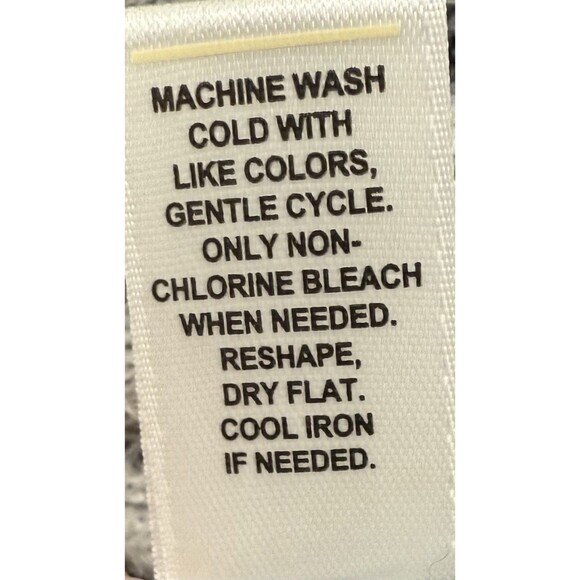 MACHINE WASH
COLD WITH
LIKE COLORS,
GENTLE CYCLE.
ONLY NON-
CHLORINE BLEACH
WHEN NEEDED.
RESHAPE,
DRY FLAT.
COOL IRON
IF NEEDED.